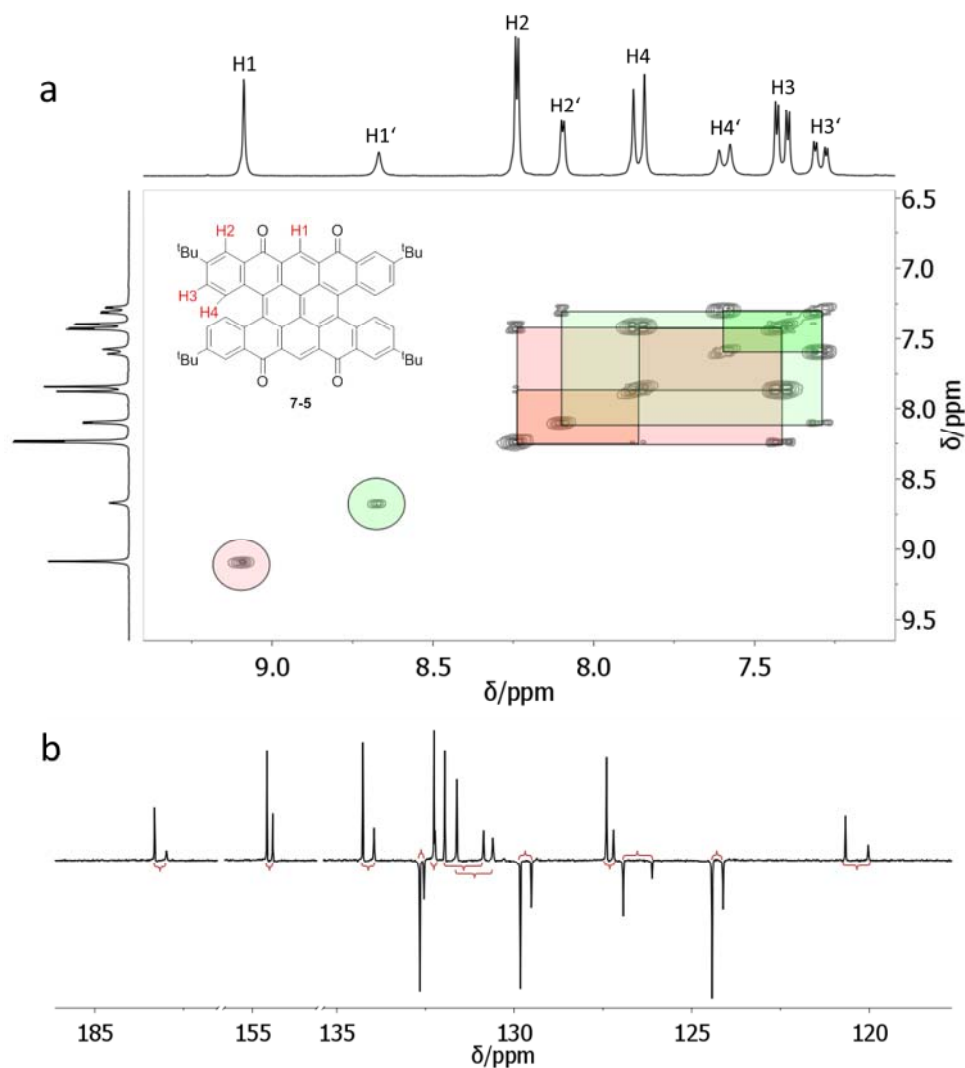 a
H1 H1‘ H2 H2‘ H4 H4‘ H3 H3‘
H2 O H1 O
tBu tBu
H3
H4
tBu O O tBu
7-5
6.5
7.0
7.5
8.0
8.5
9.0
9.5
δ/ppm
9.0 8.5 8.0 7.5
δ/ppm
b
185 155 135 130 125 120
δ/ppm